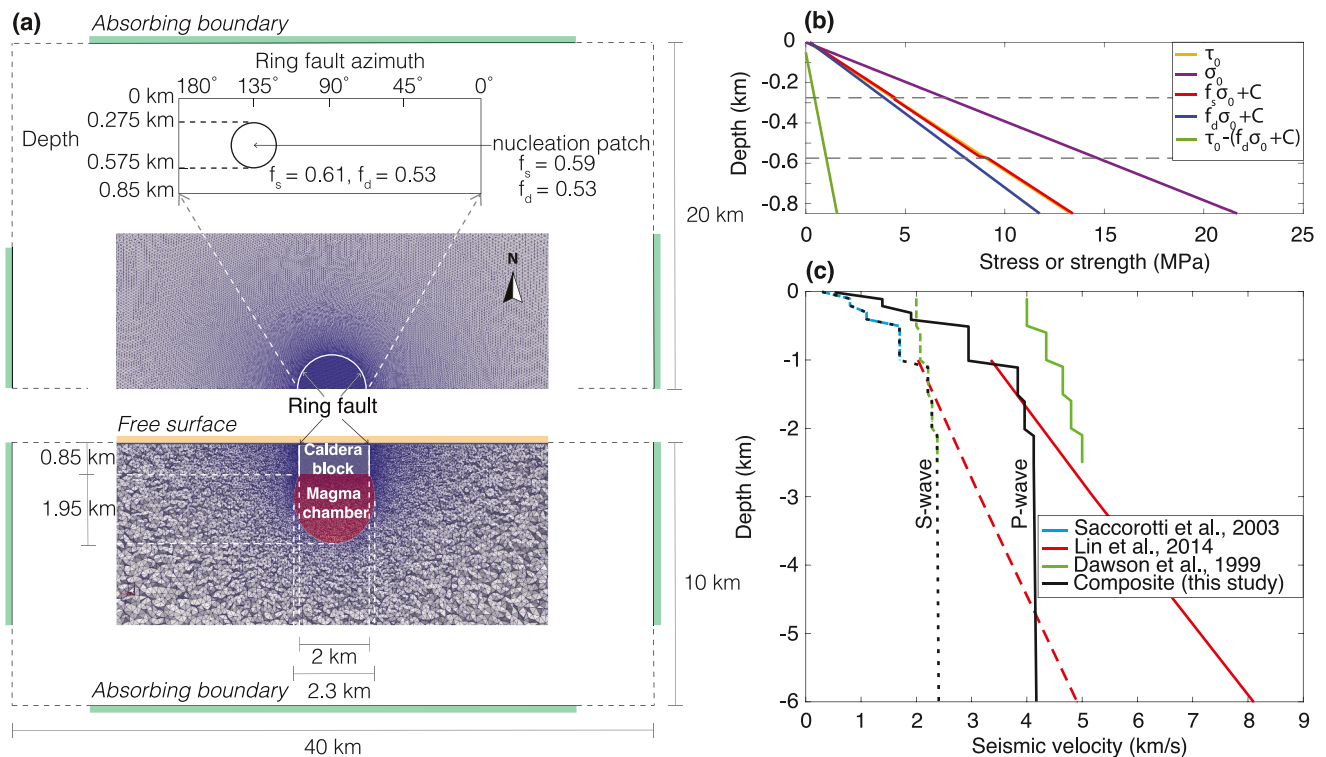 (a)
Absorbing boundary
Ring fault azimuth
180° 135° 90° 45° 0°
0 km
0.275 km
Depth
0.575 km
0.85 km
nucleation patch
f_s = 0.59
f_d = 0.53
f_s = 0.61, f_d = 0.53
20 km
N
Ring fault
Free surface
Caldera
block
Magma
chamber
0.85 km
1.95 km
10 km
2 km
2.3 km
Absorbing boundary
40 km
(b)
Depth (km)
0
-0.2
-0.4
-0.6
-0.8
0 5 10 15 20 25
Stress or strength (MPa)
τ_0
σ_0
f_sσ_0+C
f_dσ_0+C
τ_0-(f_dσ_0+C)
(c)
Depth (km)
0
-1
-2
-3
-4
-5
-6
S-wave
P-wave
Saccorotti et al., 2003
Lin et al., 2014
Dawson et al., 1999
Composite (this study)
0 1 2 3 4 5 6 7 8 9
Seismic velocity (km/s)